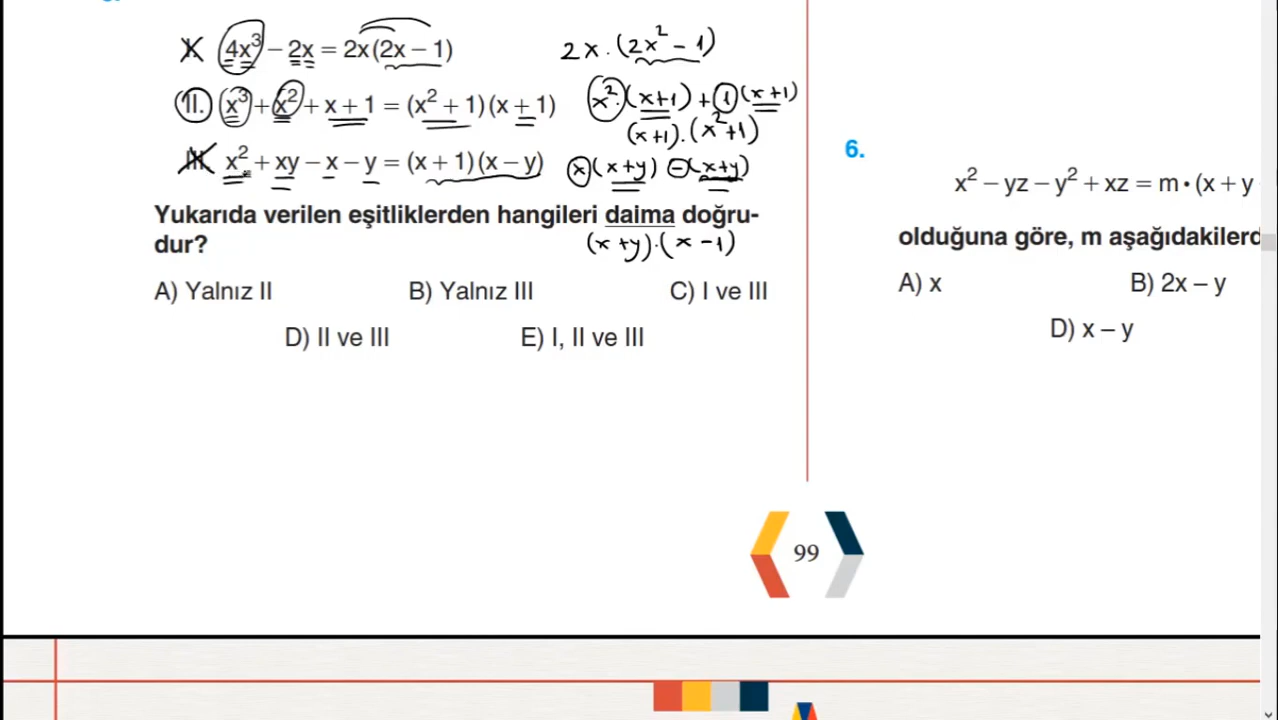 I. 4x³ – 2x = 2x(2x – 1) 2x·(2x² – 1)
II. x³ + x² + x + 1 = (x² + 1)(x + 1) x²·(x+1) + 1(x+1)
(x+1)·(x²+1)
III. x² + xy – x – y = (x + 1)(x – y) x(x+y) –(x+y)
Yukarıda verilen eşitliklerden hangileri daima doğru-
dur?
(x+y)·(x –1)
A) Yalnız II B) Yalnız III C) I ve III
D) II ve III E) I, II ve III
6.
x² – yz – y² + xz = m·(x + y
olduğuna göre, m aşağıdakilerd
A) x B) 2x – y
D) x – y
99